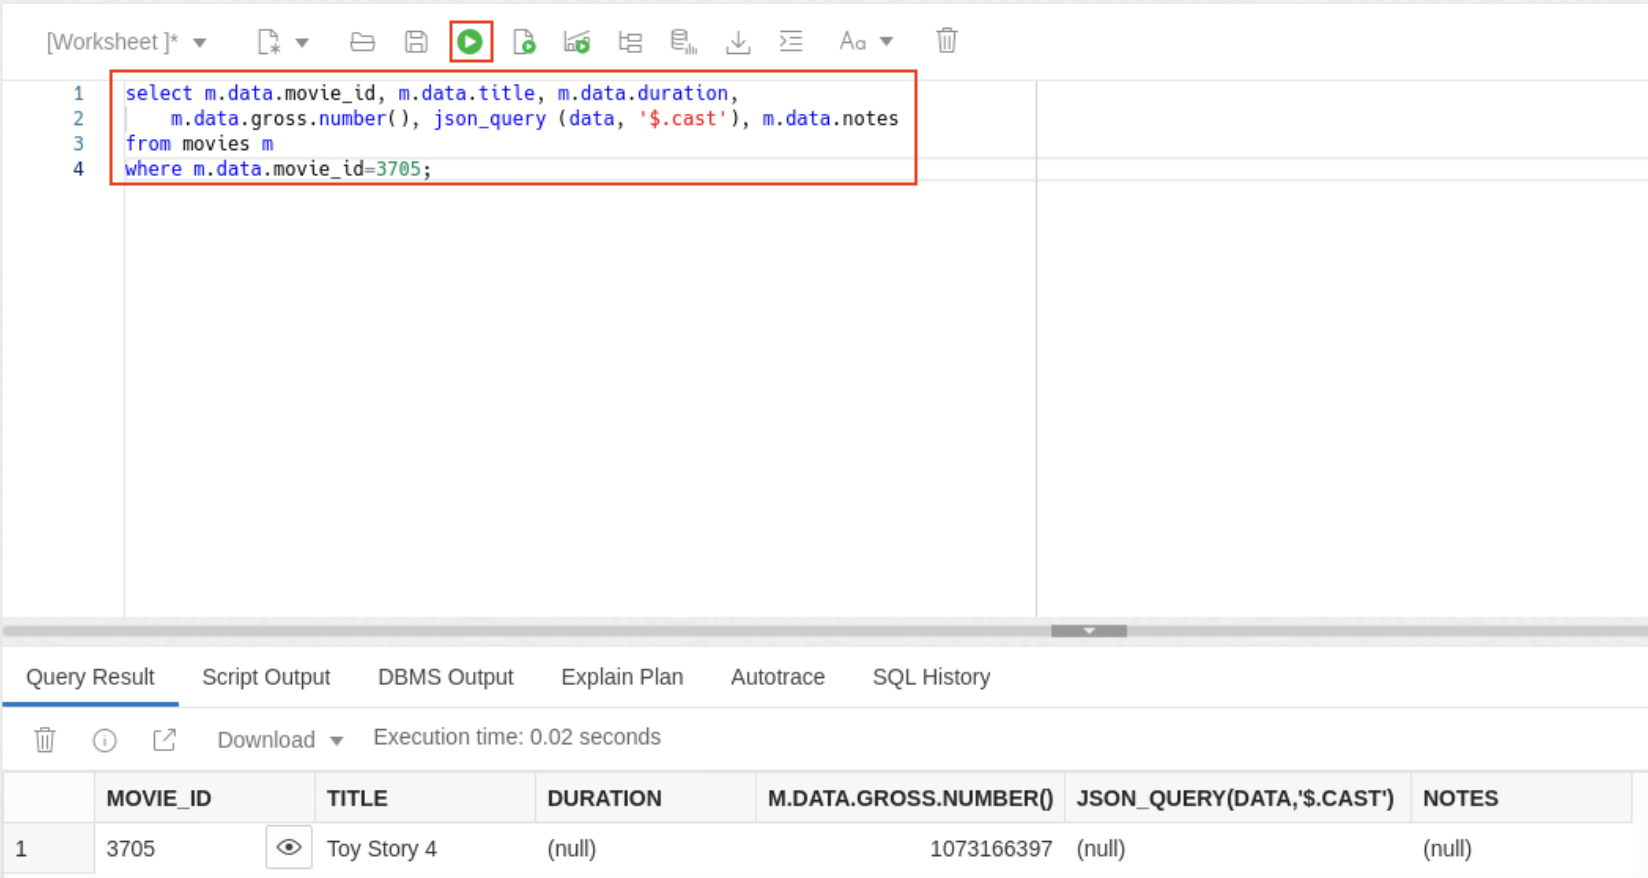 [Worksheet ]*
Aa
1 select m.data.movie_id, m.data.title, m.data.duration,
2 m.data.gross.number(), json_query (data, '$.cast'), m.data.notes
3 from movies m
4 where m.data.movie_id=3705;
Query Result Script Output DBMS Output Explain Plan Autotrace SQL History
Download Execution time: 0.02 seconds
MOVIE_ID TITLE DURATION M.DATA.GROSS.NUMBER() JSON_QUERY(DATA,'$.CAST') NOTES
1 3705 Toy Story 4 (null) 1073166397 (null) (null)